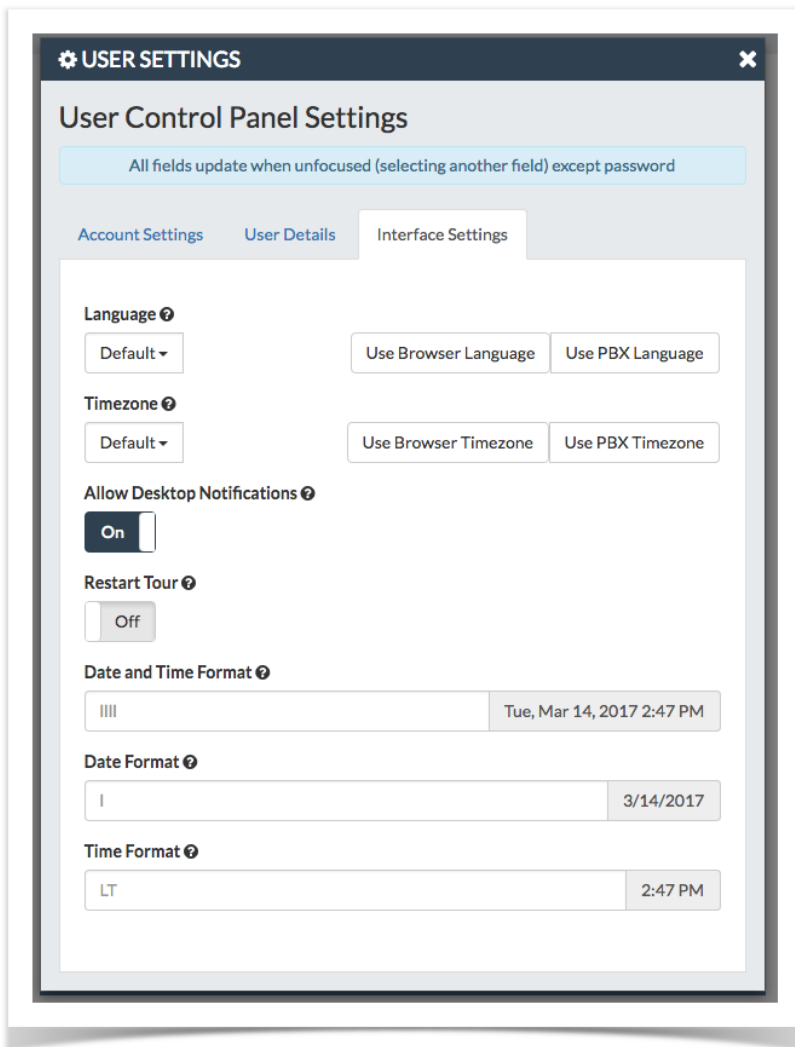 USER SETTINGS
User Control Panel Settings
All fields update when unfocused (selecting another field) except password
Account Settings User Details Interface Settings
Language
Default Use Browser Language Use PBX Language
Timezone
Default Use Browser Timezone Use PBX Timezone
Allow Desktop Notifications
On
Restart Tour
Off
Date and Time Format
llll Tue, Mar 14, 2017 2:47 PM
Date Format
l 3/14/2017
Time Format
LT 2:47 PM